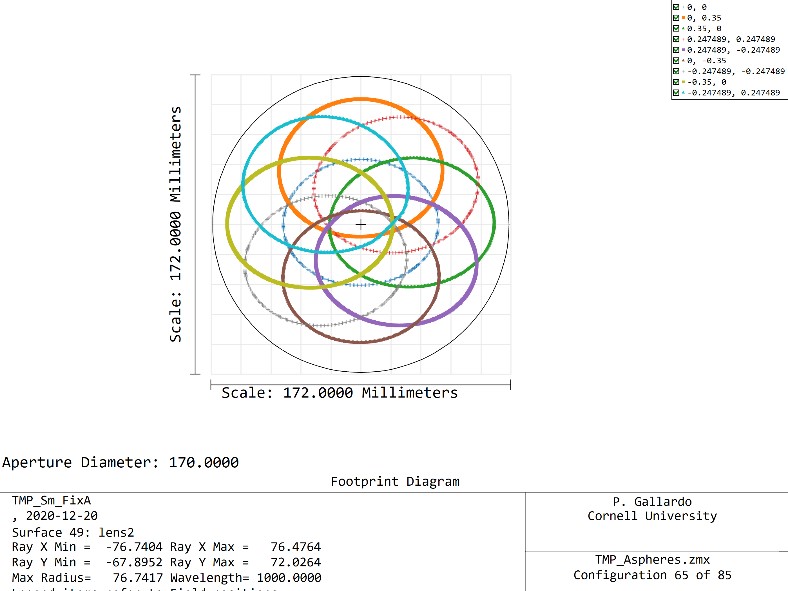 0, 0
0, 0.35
0.35, 0
0.247489, 0.247489
0.247489, -0.247489
0, -0.35
-0.247489, -0.247489
-0.35, 0
-0.247489, 0.247489
Scale: 172.0000 Millimeters
Scale: 172.0000 Millimeters
Aperture Diameter: 170.0000
Footprint Diagram
TMP_Sm_FixA
, 2020-12-20
Surface 49: lens2
Ray X Min = -76.7404 Ray X Max = 76.4764
Ray Y Min = -67.8952 Ray Y Max = 72.0264
Max Radius= 76.7417 Wavelength= 1000.0000
P. Gallardo
Cornell University
TMP_Aspheres.zmx
Configuration 65 of 85